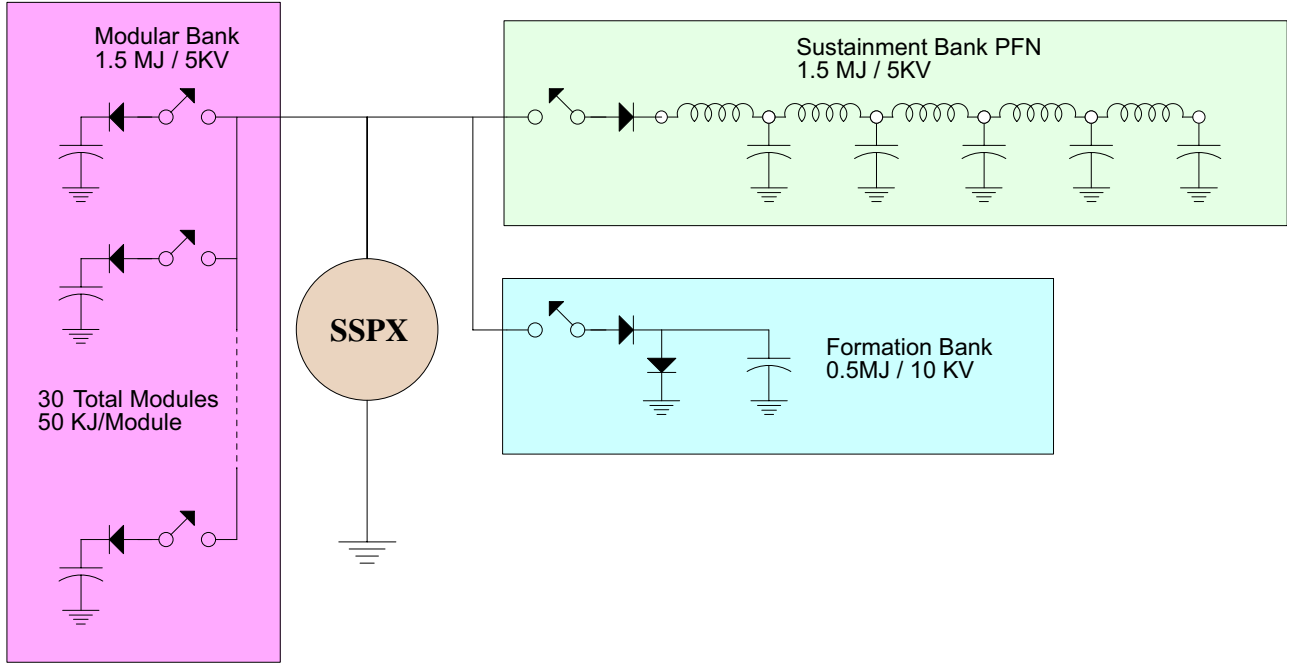 Modular Bank
1.5 MJ / 5KV
Sustainment Bank PFN
1.5 MJ / 5KV
SSPX
Formation Bank
0.5MJ / 10 KV
30 Total Modules
50 KJ/Module